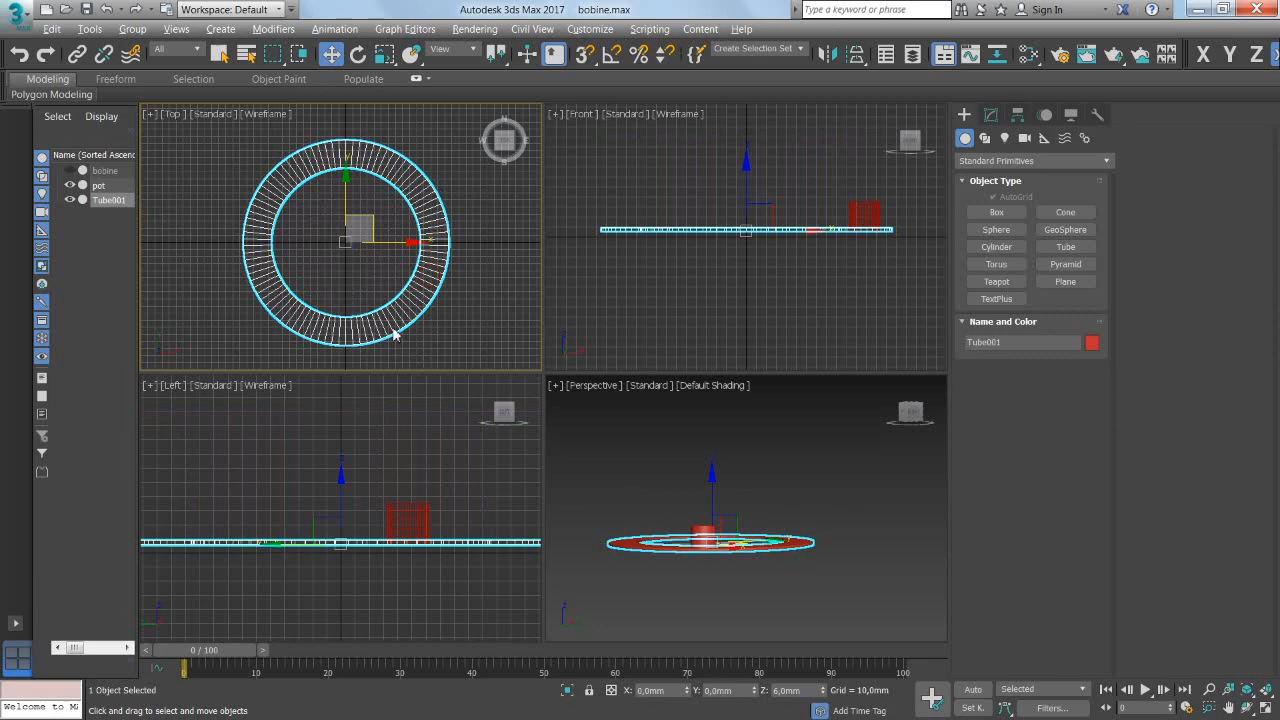 Workspace: Default
Autodesk 3ds Max 2017 bobine.max
Type a keyword or phrase
Sign In
Edit Tools Group Views Create Modifiers Animation Graph Editors Rendering Civil View Customize Scripting Content Help
All
View
Create Selection Set
X Y Z
Modeling Freeform Selection Object Paint Populate
Polygon Modeling
Select Display
Name (Sorted Ascen
bobine
pot
Tube001
[+] [Top] [Standard] [Wireframe]
[+] [Front] [Standard] [Wireframe]
[+] [Left] [Standard] [Wireframe]
[+] [Perspective] [Standard] [Default Shading]
Standard Primitives
Object Type
AutoGrid
Box Cone
Sphere GeoSphere
Cylinder Tube
Torus Pyramid
Teapot Plane
TextPlus
Name and Color
Tube001
0 / 100
0 10 20 30 40 50 60 70 80 90 100
1 Object Selected
X: 0,0mm Y: 0,0mm Z: 6,0mm Grid = 10,0mm
Auto Selected
Welcome to M
Click and drag to select and move objects
Add Time Tag
Set K. Filters...
0